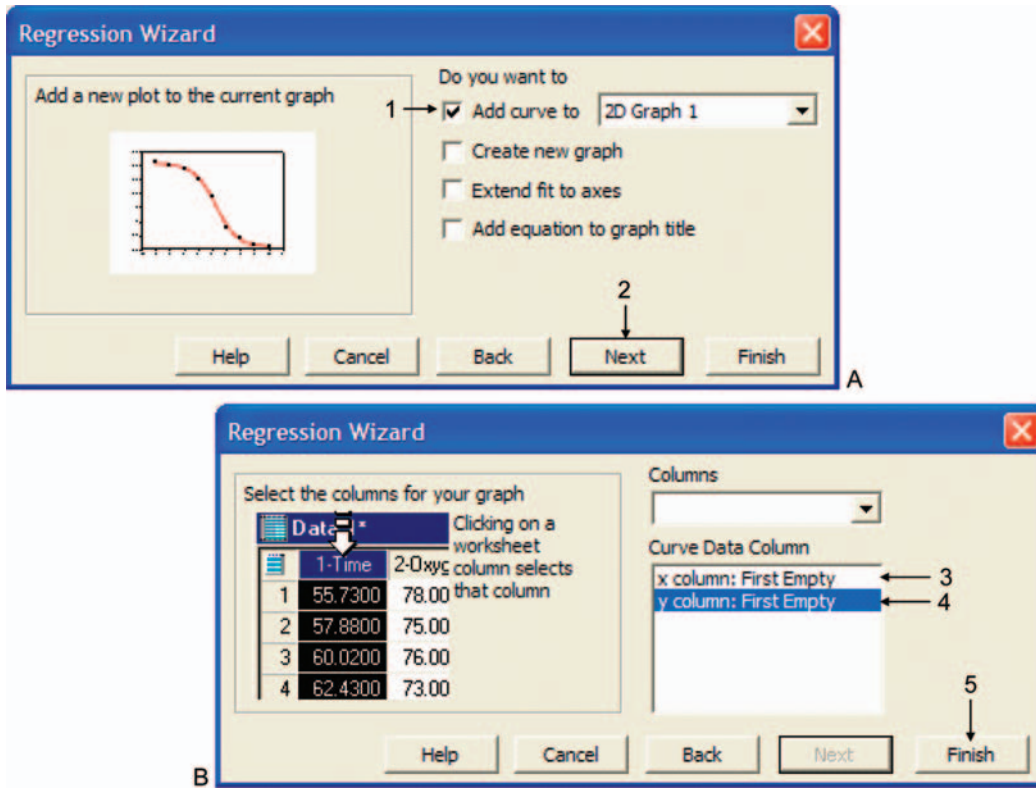 Regression Wizard
Add a new plot to the current graph
Do you want to
1
Add curve to 2D Graph 1
Create new graph
Extend fit to axes
Add equation to graph title
2
Help Cancel Back Next Finish
A
Regression Wizard
Select the columns for your graph
Data *
1-Time 2-Oxyg
1 55.7300 78.00
2 57.8800 75.00
3 60.0200 76.00
4 62.4300 73.00
Clicking on a
worksheet
column selects
that column
Columns
Curve Data Column
x column: First Empty 3
y column: First Empty 4
5
Help Cancel Back Next Finish
B